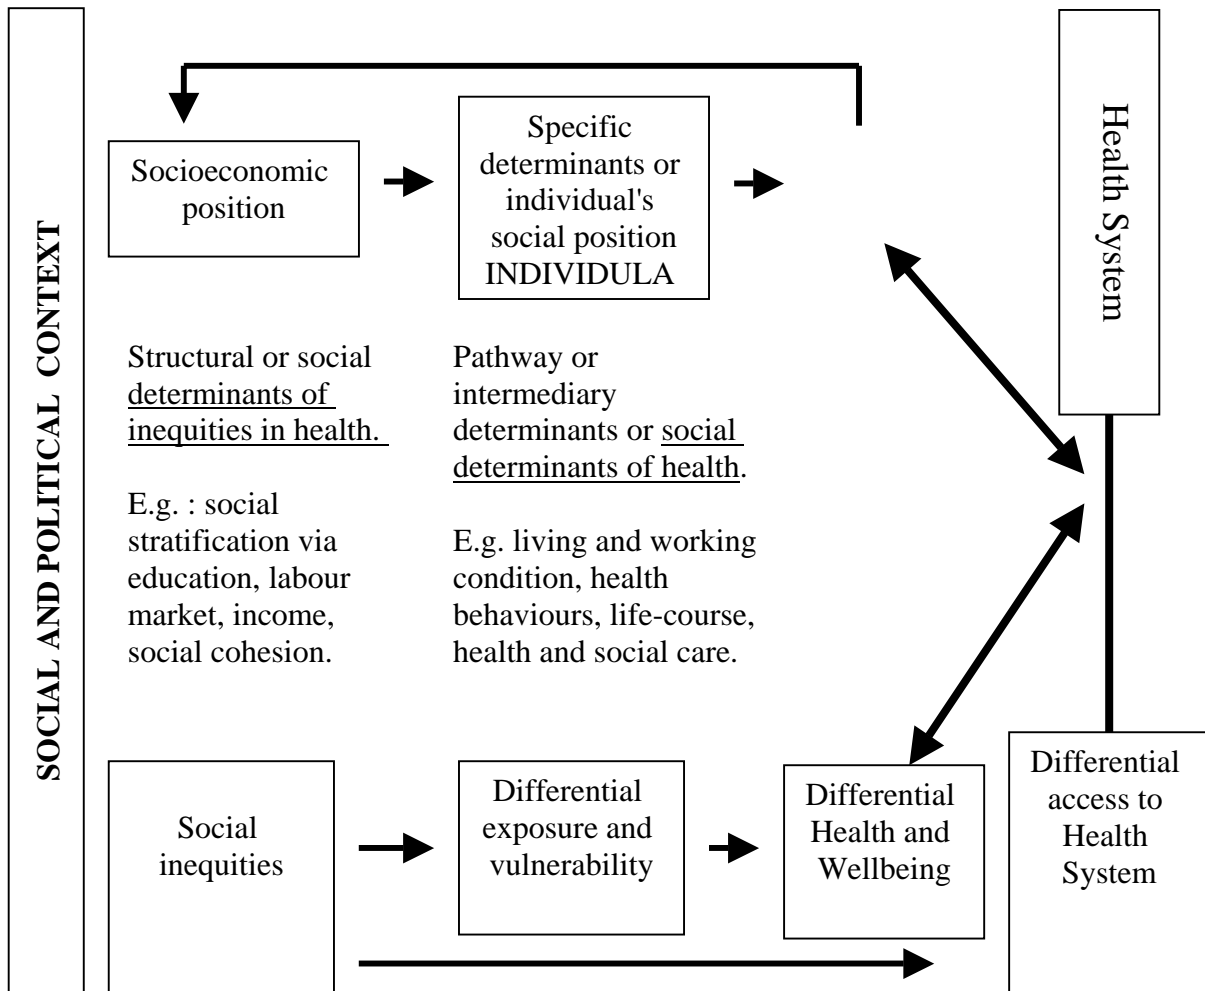 SOCIAL AND POLITICAL CONTEXT
Socioeconomic
position
Specific
determinants or
individual's
social position
INDIVIDULA
Health System
Structural or social
determinants of
inequities in health.
E.g. : social
stratification via
education, labour
market, income,
social cohesion.
Pathway or
intermediary
determinants or social
determinants of health.
E.g. living and working
condition, health
behaviours, life-course,
health and social care.
Social
inequities
Differential
exposure and
vulnerability
Differential
Health and
Wellbeing
Differential
access to
Health
System